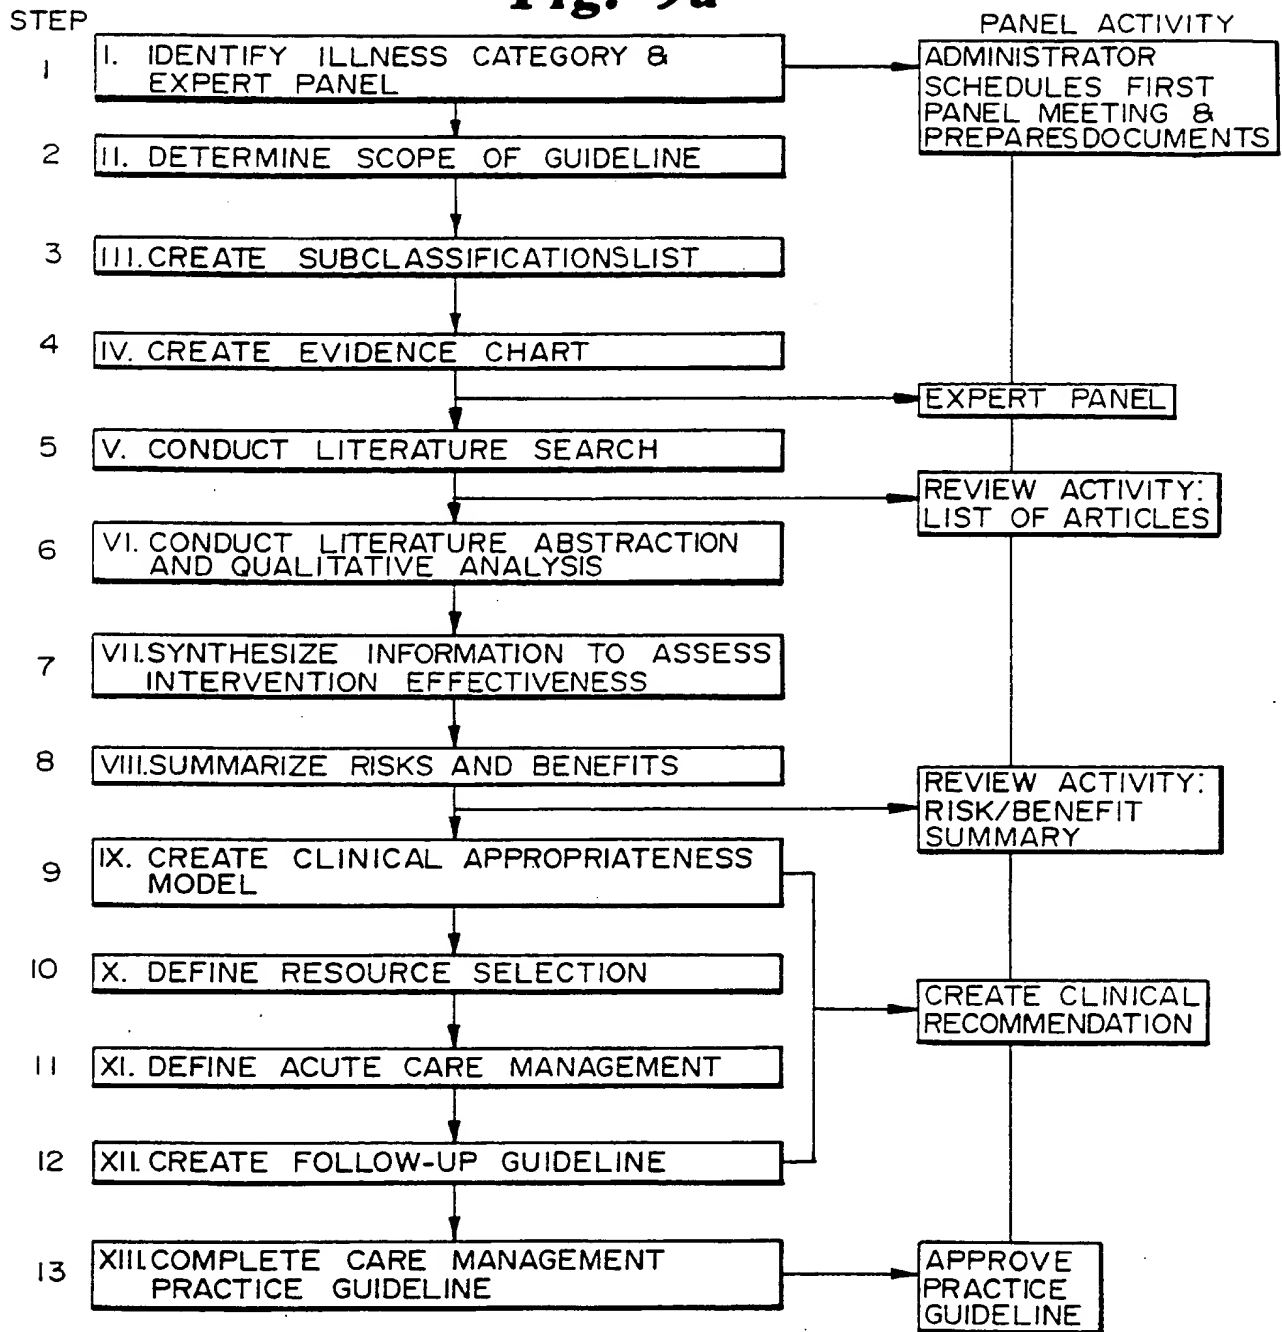 Fig. 9a
STEP
PANEL ACTIVITY
1
I. IDENTIFY ILLNESS CATEGORY &
EXPERT PANEL
ADMINISTRATOR
SCHEDULES FIRST
PANEL MEETING &
PREPARESDOCUMENTS
2
II. DETERMINE SCOPE OF GUIDELINE
3
III. CREATE SUBCLASSIFICATIONSLIST
4
IV. CREATE EVIDENCE CHART
EXPERT PANEL
5
V. CONDUCT LITERATURE SEARCH
REVIEW ACTIVITY:
LIST OF ARTICLES
6
VI. CONDUCT LITERATURE ABSTRACTION
AND QUALITATIVE ANALYSIS
7
VII. SYNTHESIZE INFORMATION TO ASSESS
INTERVENTION EFFECTIVENESS
8
VIII. SUMMARIZE RISKS AND BENEFITS
REVIEW ACTIVITY:
RISK/BENEFIT
SUMMARY
9
IX. CREATE CLINICAL APPROPRIATENESS
MODEL
10
X. DEFINE RESOURCE SELECTION
CREATE CLINICAL
RECOMMENDATION
11
XI. DEFINE ACUTE CARE MANAGEMENT
12
XII. CREATE FOLLOW-UP GUIDELINE
13
XIII. COMPLETE CARE MANAGEMENT
PRACTICE GUIDELINE
APPROVE
PRACTICE
GUIDELINE